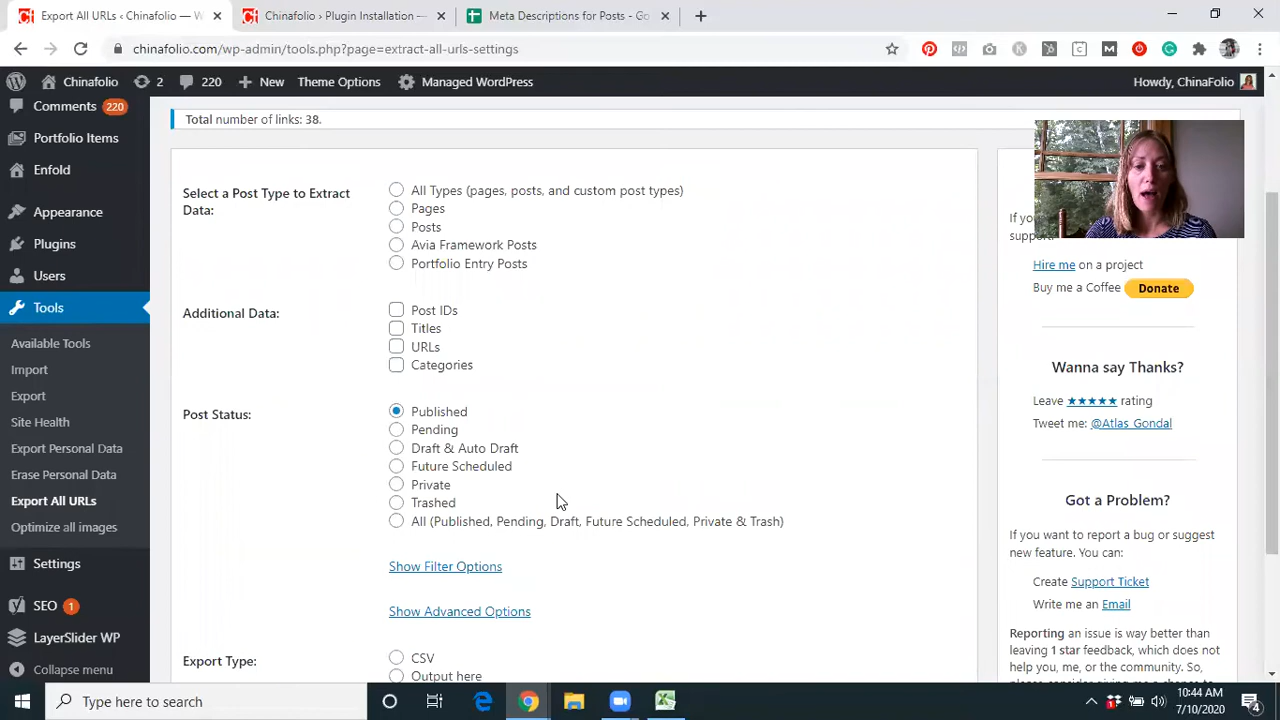 Export All URLs ‹ Chinafolio — W
Chinafolio › Plugin Installation —
Meta Descriptions for Posts - Go
chinafolio.com/wp-admin/tools.php?page=extract-all-urls-settings
Chinafolio 2 220 New Theme Options Managed WordPress Howdy, ChinaFolio
Comments 220
Portfolio Items
Enfold
Appearance
Plugins
Users
Tools
Available Tools
Import
Export
Site Health
Export Personal Data
Erase Personal Data
Export All URLs
Optimize all images
Settings
SEO 1
LayerSlider WP
Collapse menu
Total number of links: 38.
Select a Post Type to Extract
Data:
All Types (pages, posts, and custom post types)
Pages
Posts
Avia Framework Posts
Portfolio Entry Posts
Additional Data:
Post IDs
Titles
URLs
Categories
Post Status:
Published
Pending
Draft & Auto Draft
Future Scheduled
Private
Trashed
All (Published, Pending, Draft, Future Scheduled, Private & Trash)
Show Filter Options
Show Advanced Options
Export Type:
CSV
Output here
If
support.
Hire me on a project
Buy me a Coffee Donate
Wanna say Thanks?
Leave ★★★★★ rating
Tweet me: @Atlas_Gondal
Got a Problem?
If you want to report a bug or suggest
new feature. You can:
Create Support Ticket
Write me an Email
Reporting an issue is way better than
leaving 1 star feedback, which does not
help you, me, or the community. So,
Type here to search
10:44 AM
7/10/2020
4